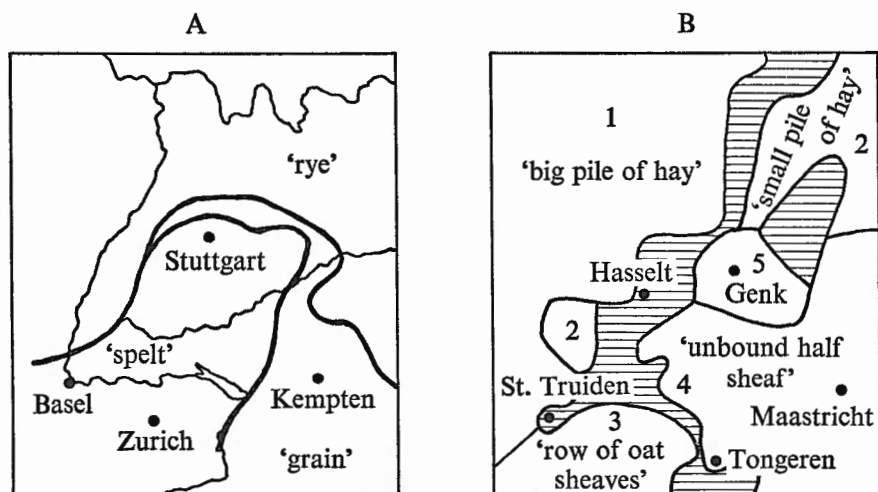 A
'rye'
Stuttgart
'spelt'
Basel
Kempten
Zurich
'grain'
B
1
'big pile of hay'
'small pile
of hay'
2
Hasselt
5
Genk
2
'unbound half
sheaf'
St. Truiden
4
Maastricht
3
'row of oat
sheaves'
Tongeren